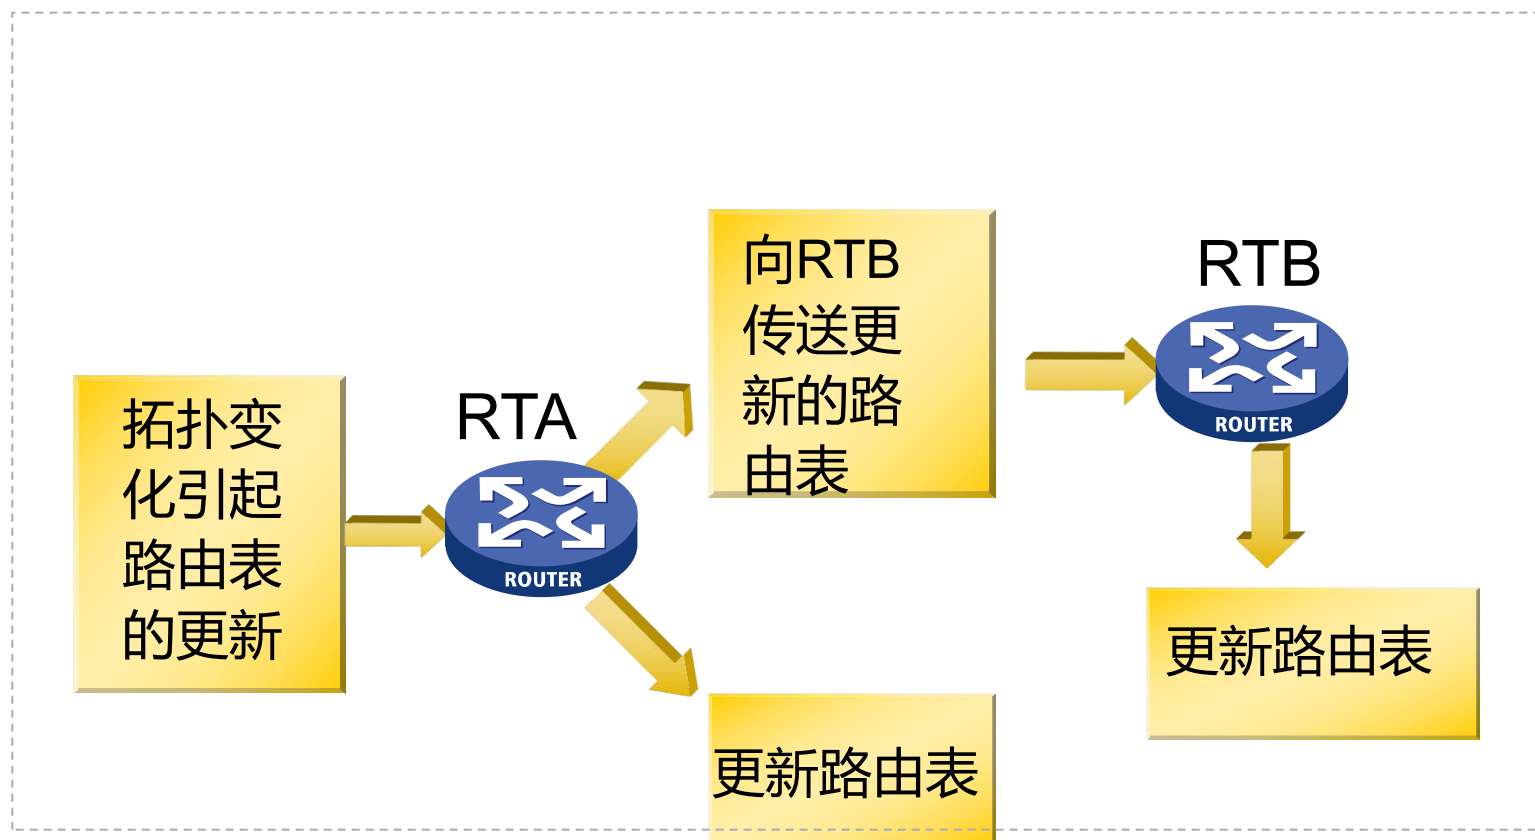 拓扑变
化引起
路由表
的更新
RTA
ROUTER
向RTB
传送更
新的路
由表
更新路由表
RTB
ROUTER
更新路由表